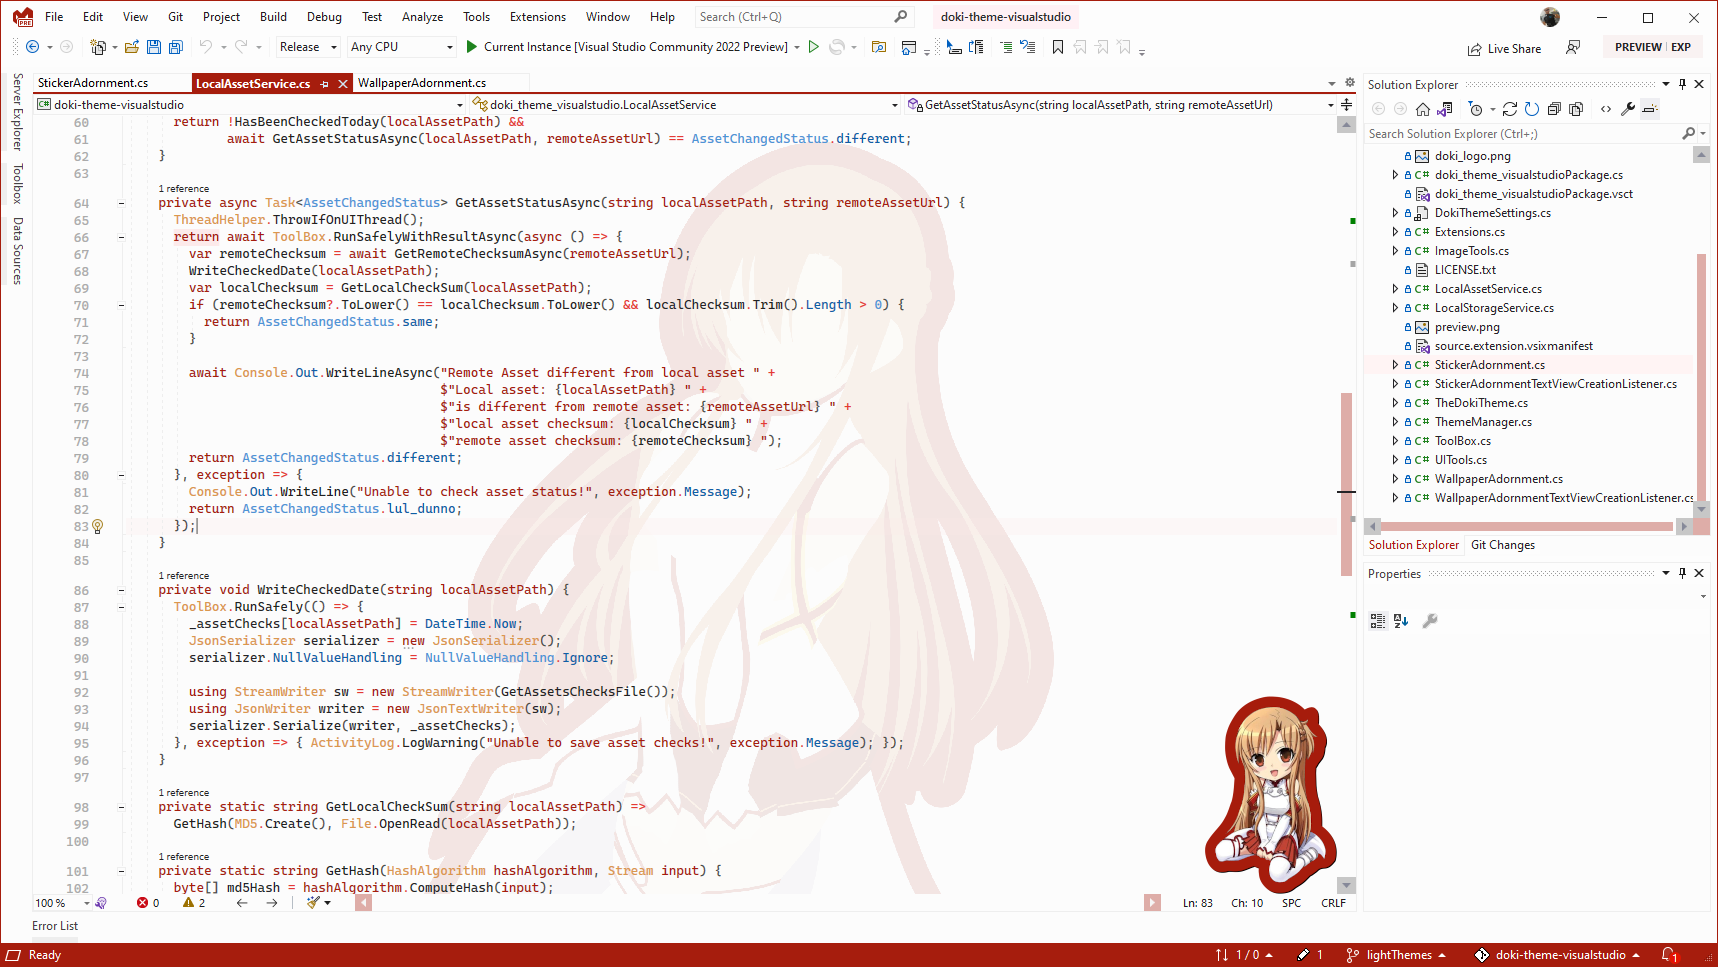 File Edit View Git Project Build Debug Test Analyze Tools Extensions Window Help Search (Ctrl+Q) doki-theme-visualstudio
Release Any CPU Current Instance [Visual Studio Community 2022 Preview] Live Share PREVIEW EXP
StickerAdornment.cs LocalAssetService.cs WallpaperAdornment.cs
doki-theme-visualstudio doki_theme_visualstudio.LocalAssetService GetAssetStatusAsync(string localAssetPath, string remoteAssetUrl)
Server Explorer
Toolbox
Data Sources
60 return !HasBeenCheckedToday(localAssetPath) &&
61 await GetAssetStatusAsync(localAssetPath, remoteAssetUrl) == AssetChangedStatus.different;
62 }
63
1 reference
64 private async Task<AssetChangedStatus> GetAssetStatusAsync(string localAssetPath, string remoteAssetUrl) {
65 ThreadHelper.ThrowIfOnUIThread();
66 return await ToolBox.RunSafelyWithResultAsync(async () => {
67 var remoteChecksum = await GetRemoteChecksumAsync(remoteAssetUrl);
68 WriteCheckedDate(localAssetPath);
69 var localChecksum = GetLocalCheckSum(localAssetPath);
70 if (remoteChecksum?.ToLower() == localChecksum.ToLower() && localChecksum.Trim().Length > 0) {
71 return AssetChangedStatus.same;
72 }
73
74 await Console.Out.WriteLineAsync("Remote Asset different from local asset " +
75 $"Local asset: {localAssetPath} " +
76 $"is different from remote asset: {remoteAssetUrl} " +
77 $"local asset checksum: {localChecksum} " +
78 $"remote asset checksum: {remoteChecksum} ");
79 return AssetChangedStatus.different;
80 }, exception => {
81 Console.Out.WriteLine("Unable to check asset status!", exception.Message);
82 return AssetChangedStatus.lul_dunno;
83 });
84 }
85
1 reference
86 private void WriteCheckedDate(string localAssetPath) {
87 ToolBox.RunSafely(() => {
88 _assetChecks[localAssetPath] = DateTime.Now;
89 JsonSerializer serializer = new JsonSerializer();
90 serializer.NullValueHandling = NullValueHandling.Ignore;
91
92 using StreamWriter sw = new StreamWriter(GetAssetsChecksFile());
93 using JsonWriter writer = new JsonTextWriter(sw);
94 serializer.Serialize(writer, _assetChecks);
95 }, exception => { ActivityLog.LogWarning("Unable to save asset checks!", exception.Message); });
96 }
97
1 reference
98 private static string GetLocalCheckSum(string localAssetPath) =>
99 GetHash(MD5.Create(), File.OpenRead(localAssetPath));
100
1 reference
101 private static string GetHash(HashAlgorithm hashAlgorithm, Stream input) {
102 byte[] md5Hash = hashAlgorithm.ComputeHash(input);
100 % 0 2 Ln: 83 Ch: 10 SPC CRLF
Error List
Solution Explorer
Search Solution Explorer (Ctrl+;)
doki_logo.png
C# doki_theme_visualstudioPackage.cs
doki_theme_visualstudioPackage.vsct
DokiThemeSettings.cs
C# Extensions.cs
C# ImageTools.cs
LICENSE.txt
C# LocalAssetService.cs
C# LocalStorageService.cs
preview.png
source.extension.vsixmanifest
C# StickerAdornment.cs
C# StickerAdornmentTextViewCreationListener.cs
C# TheDokiTheme.cs
C# ThemeManager.cs
C# ToolBox.cs
C# UITools.cs
C# WallpaperAdornment.cs
C# WallpaperAdornmentTextViewCreationListener.cs
Solution Explorer Git Changes
Properties
Ready 1 / 0 1 lightThemes doki-theme-visualstudio 1